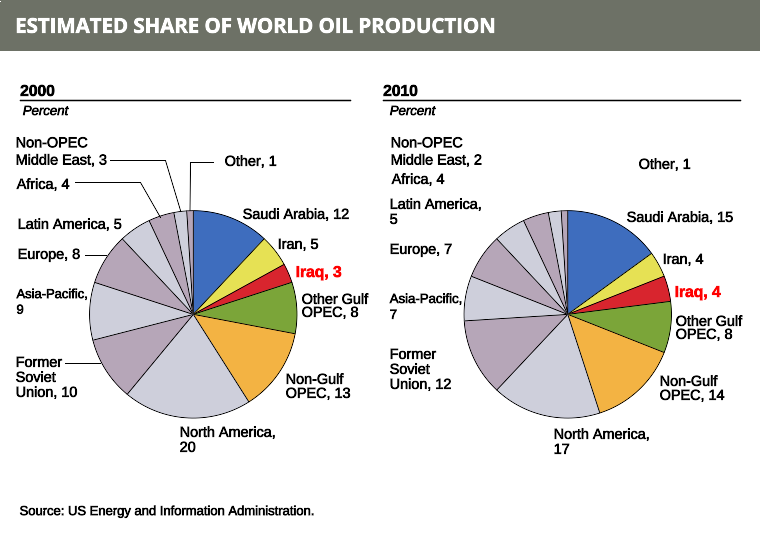 ESTIMATED SHARE OF WORLD OIL PRODUCTION
2000
Percent
Non-OPEC
Middle East, 3
Other, 1
Africa, 4
Saudi Arabia, 12
Latin America, 5
Iran, 5
Europe, 8
Iraq, 3
Asia-Pacific,
9
Other Gulf
OPEC, 8
Former
Soviet
Union, 10
Non-Gulf
OPEC, 13
North America,
20
2010
Percent
Non-OPEC
Middle East, 2
Other, 1
Africa, 4
Latin America,
5
Saudi Arabia, 15
Europe, 7
Iran, 4
Iraq, 4
Asia-Pacific,
7
Other Gulf
OPEC, 8
Former
Soviet
Union, 12
Non-Gulf
OPEC, 14
North America,
17
Source: US Energy and Information Administration.